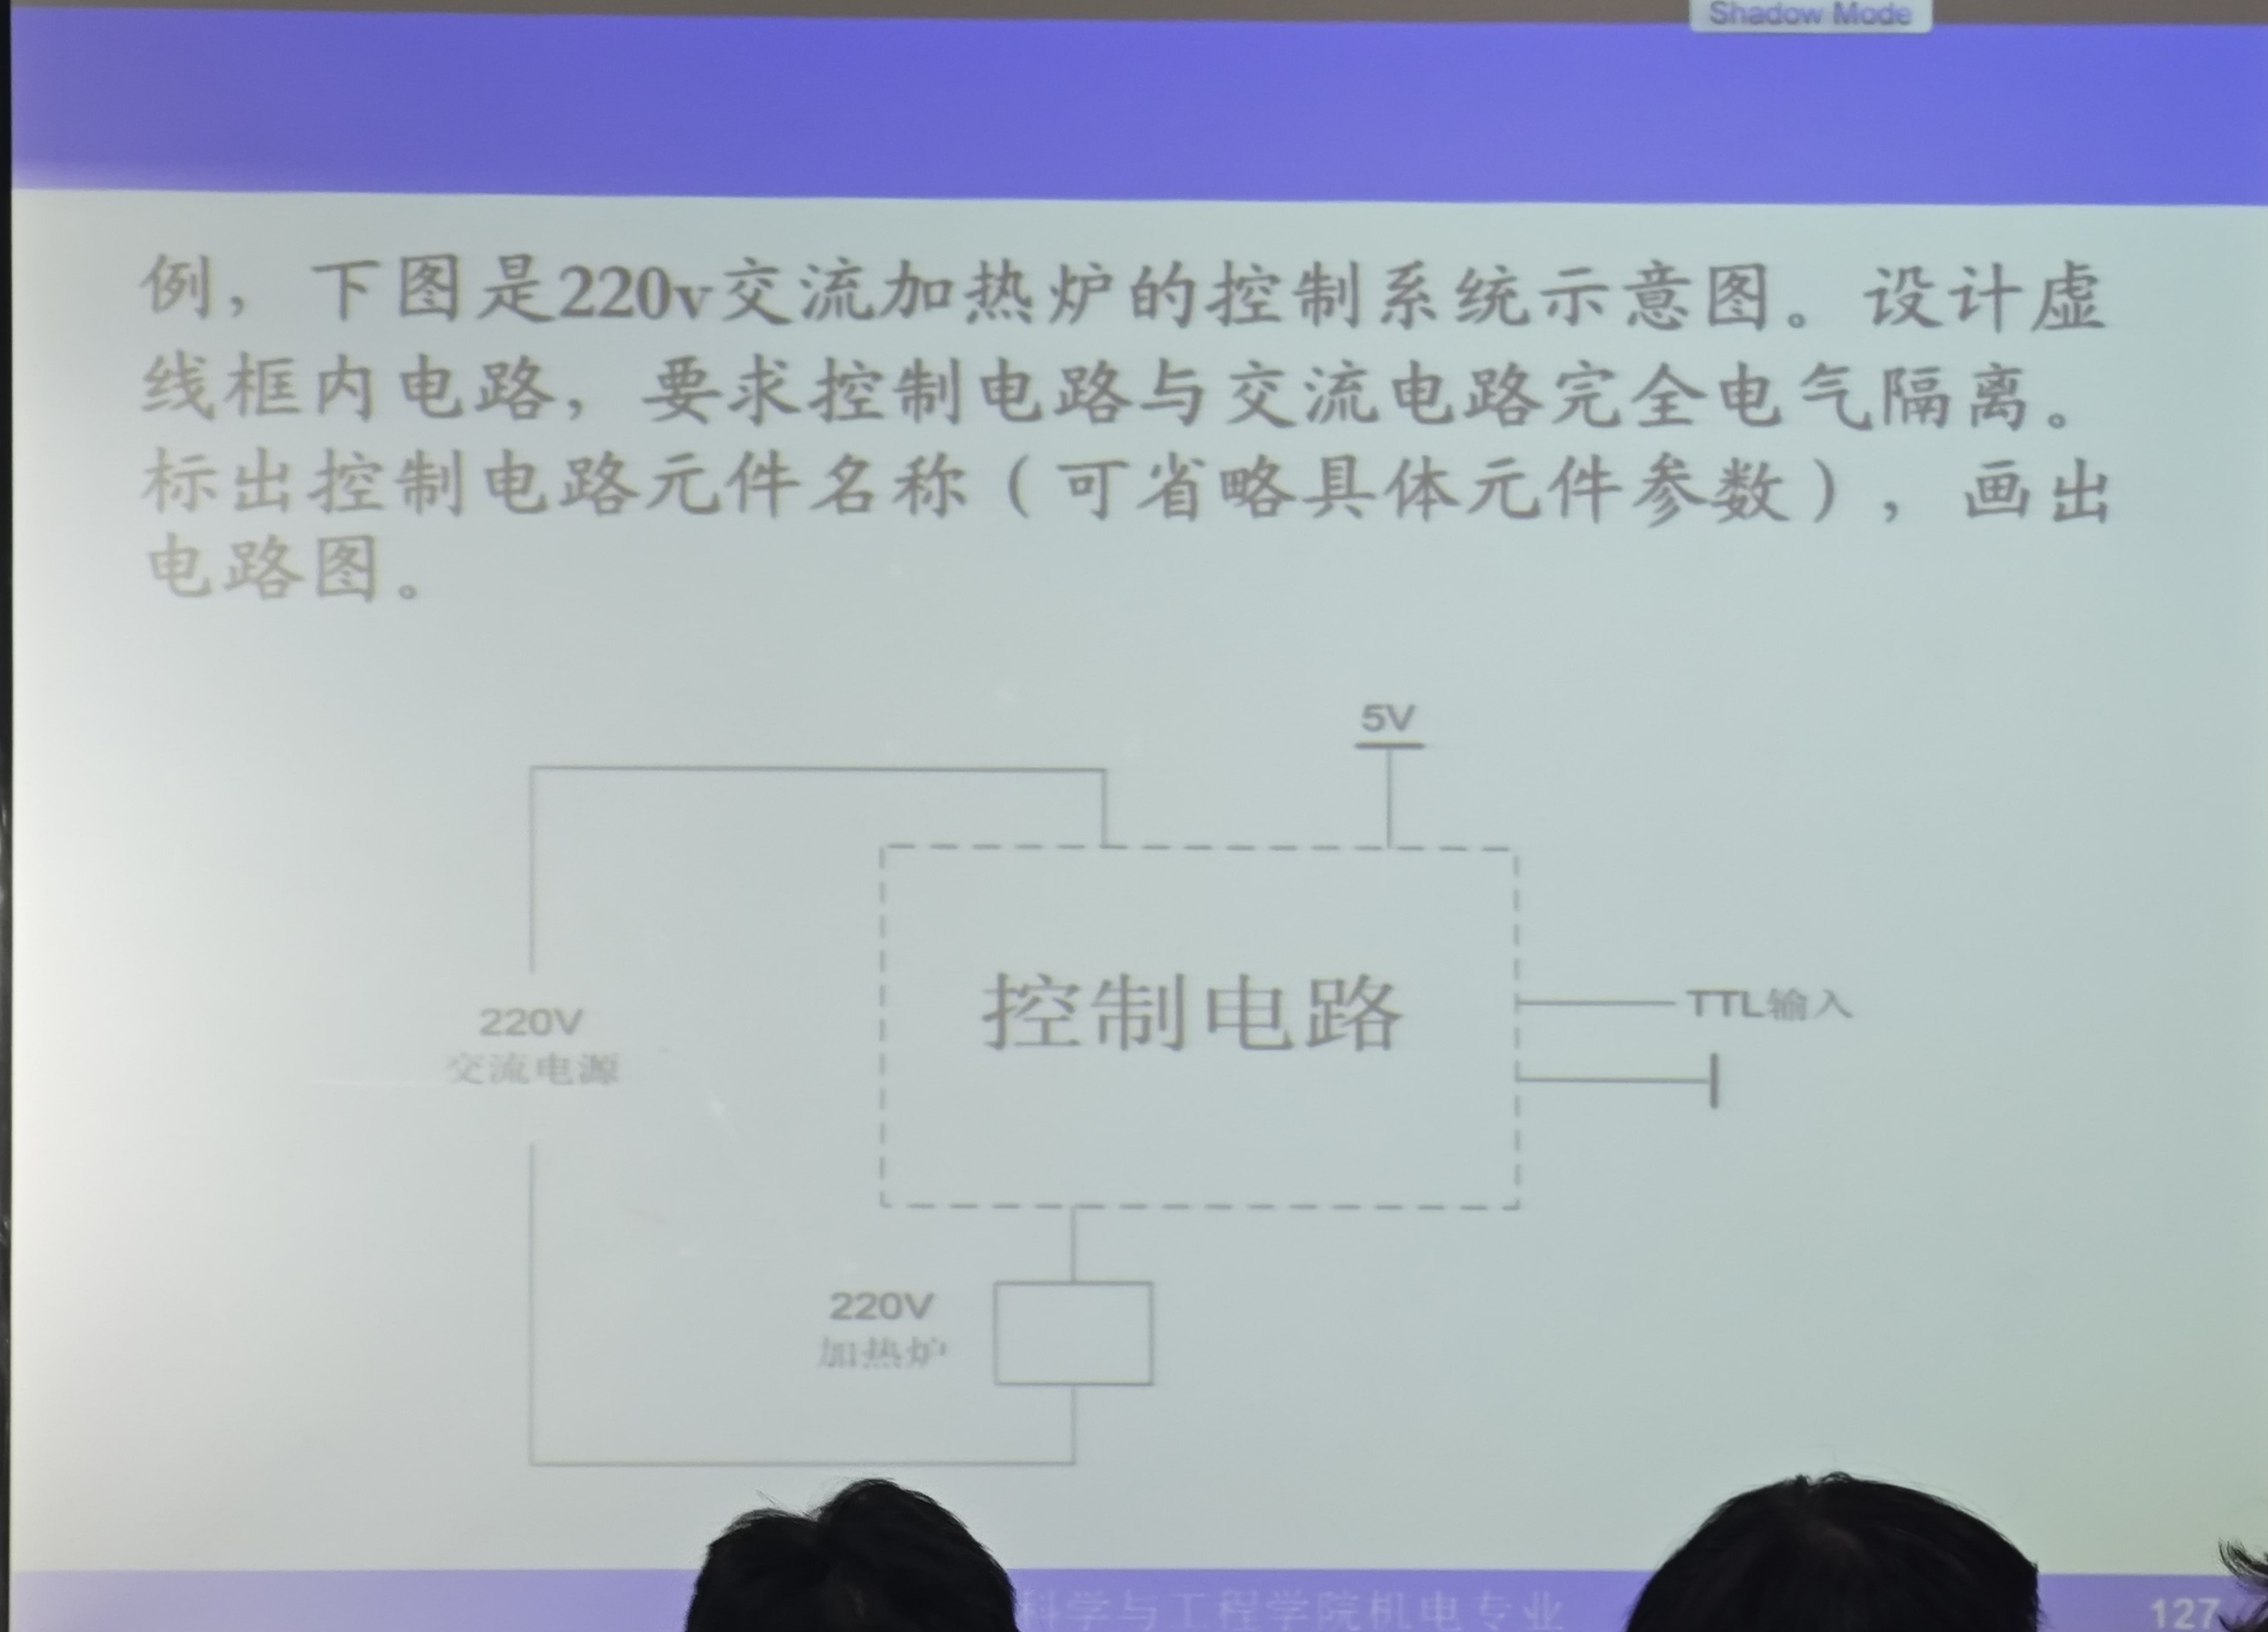 Shadow Mode
例，下图是220v交流加热炉的控制系统示意图。设计虚
线框内电路，要求控制电路与交流电路完全电气隔离。
标出控制电路元件名称（可省略具体元件参数），画出
电路图。
5V
控制电路
TTL输入
220V
交流电源
220V
加热炉
科学与工程学院机电专业
127